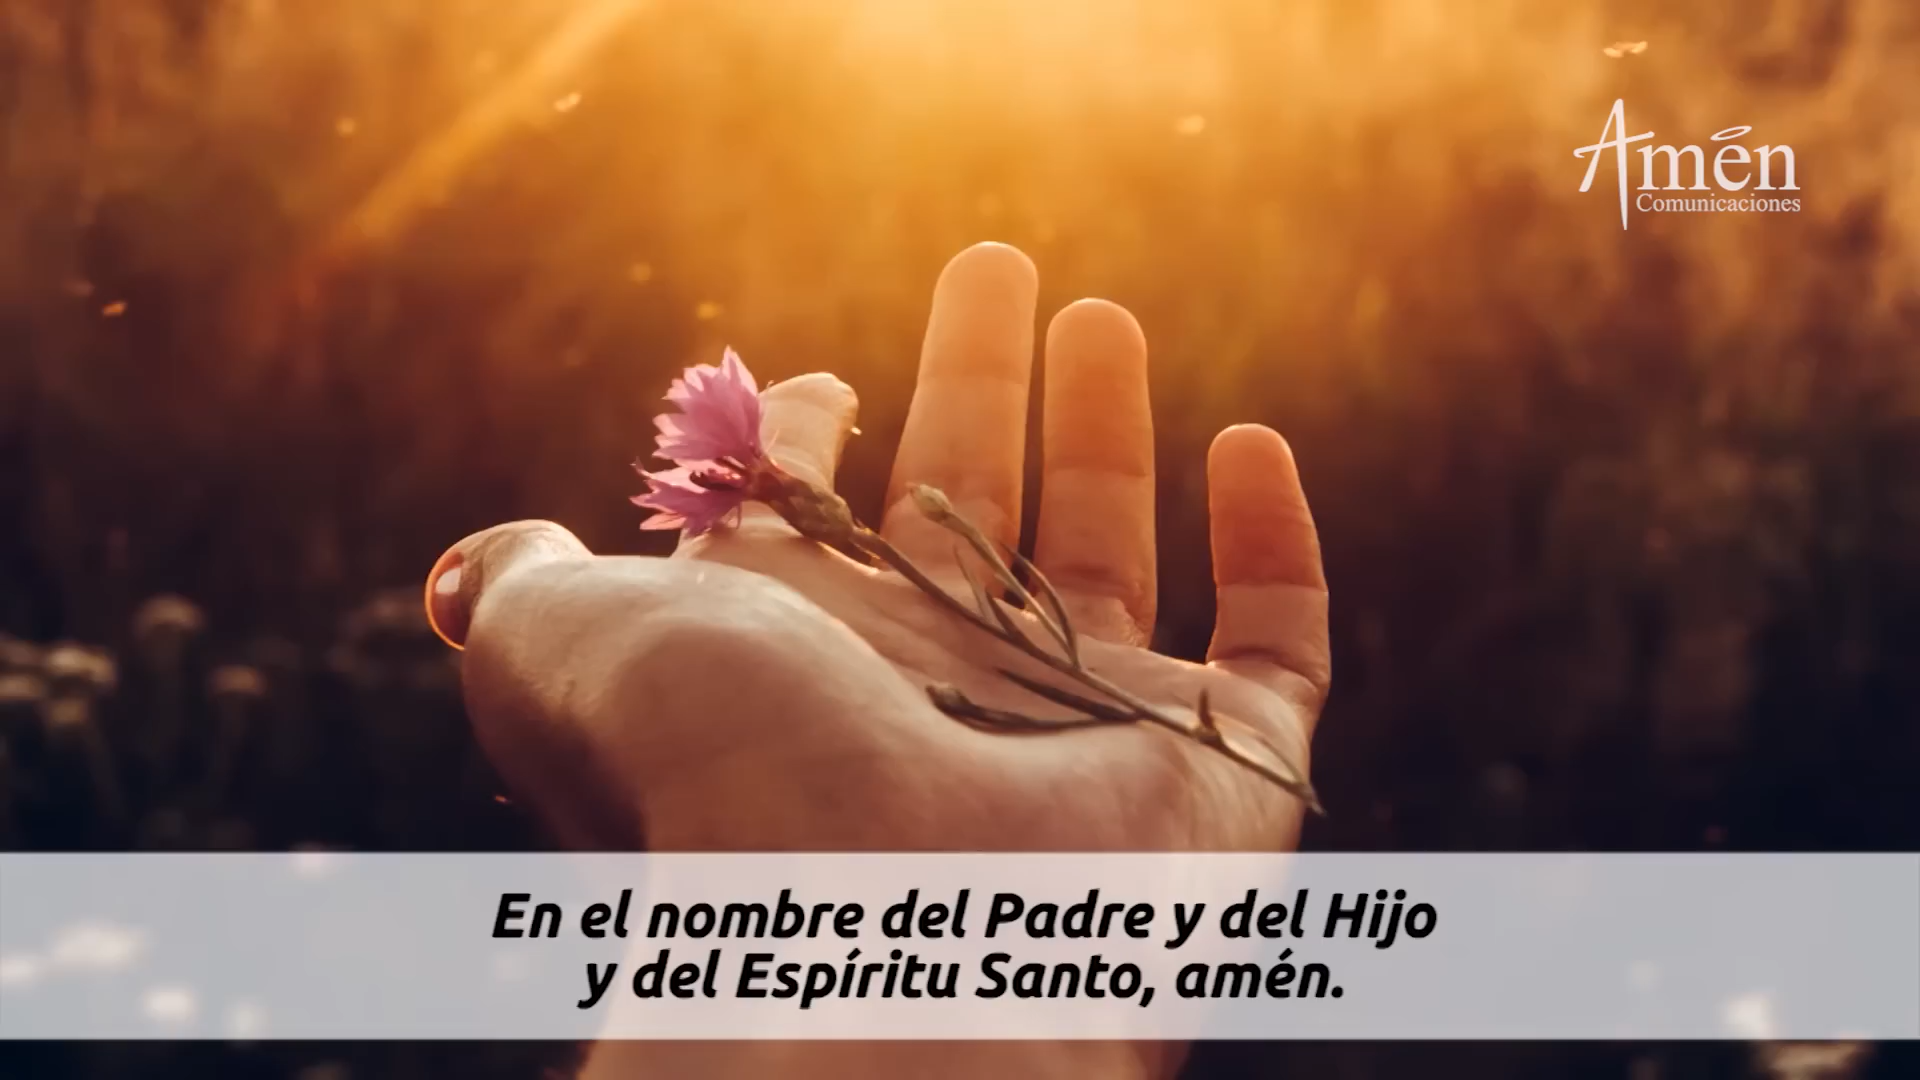 Amén
Comunicaciones
En el nombre del Padre y del Hijo
y del Espíritu Santo, amén.